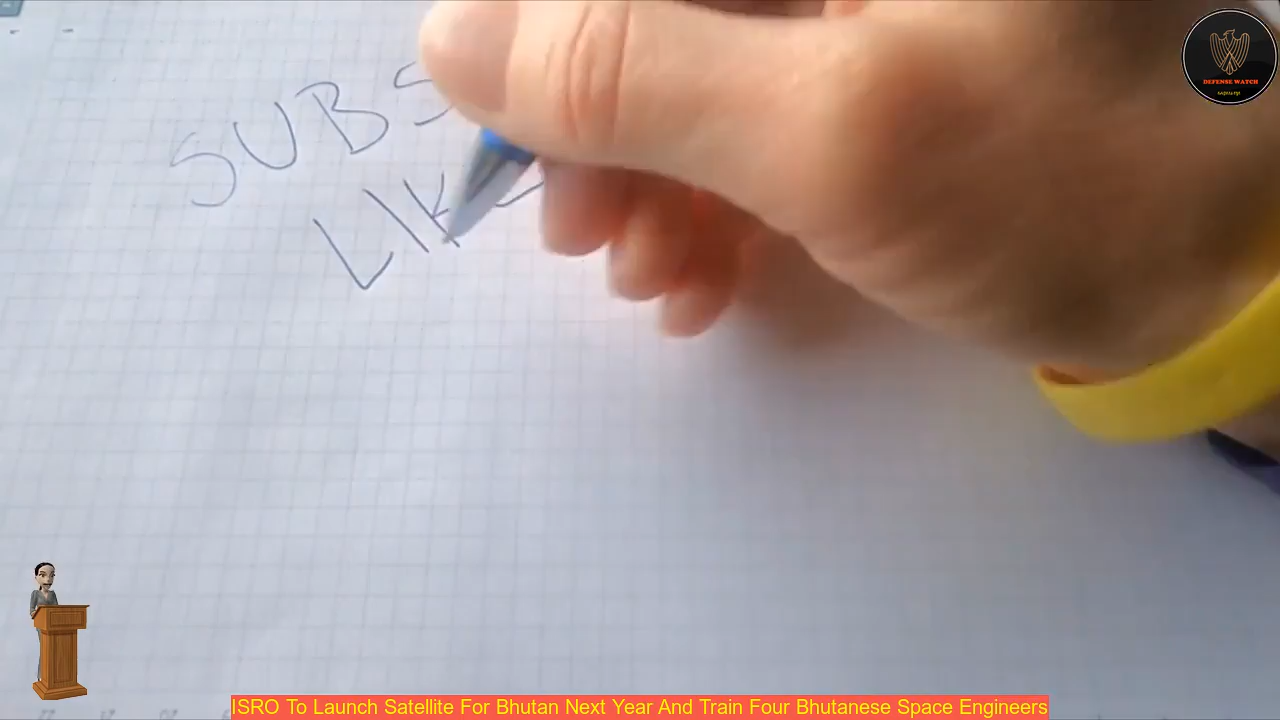 SUBS
LIK
DEFENSE WATCH
ISRO To Launch Satellite For Bhutan Next Year And Train Four Bhutanese Space Engineers